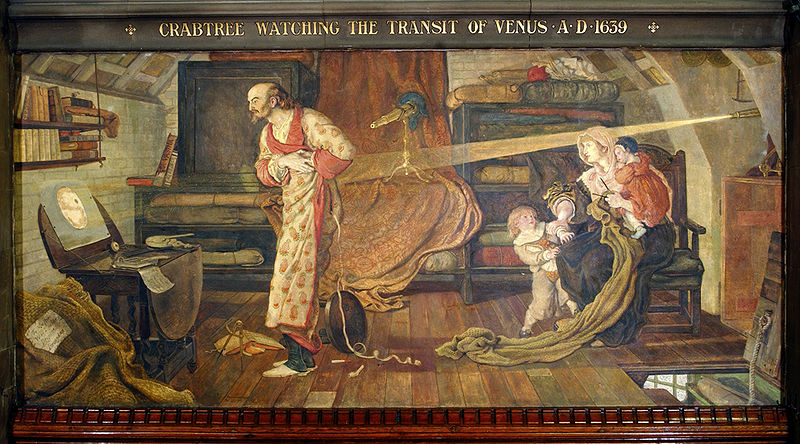 CRABTREE WATCHING THE TRANSIT OF VENUS · A · D · 1639